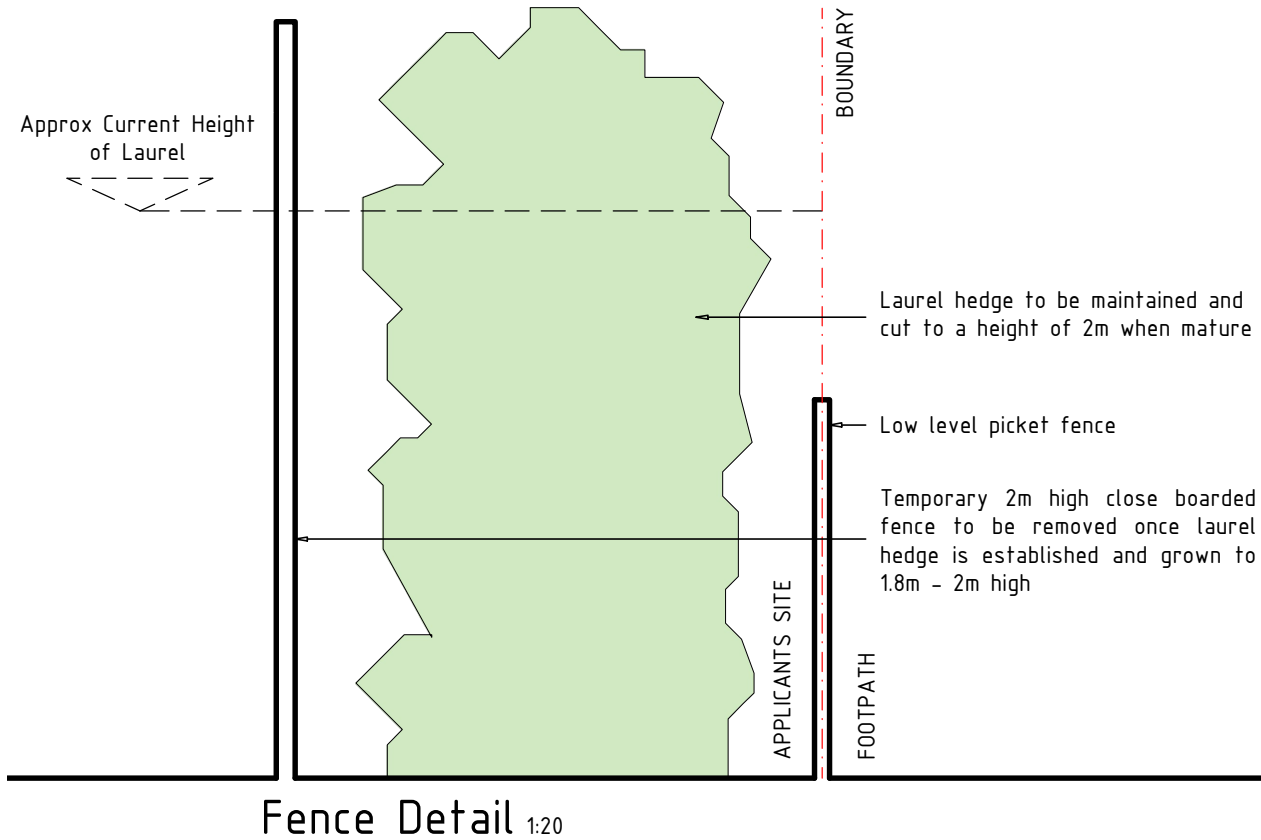 BOUNDARY
Approx Current Height
of Laurel
Laurel hedge to be maintained and
cut to a height of 2m when mature
Low level picket fence
Temporary 2m high close boarded
fence to be removed once laurel
hedge is established and grown to
1.8m - 2m high
APPLICANTS SITE
FOOTPATH
Fence Detail 1:20